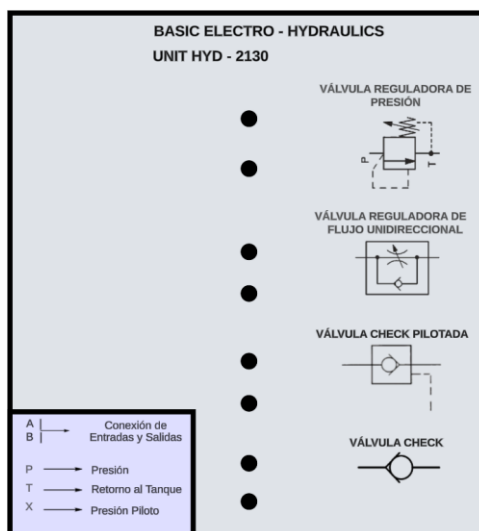 BASIC ELECTRO - HYDRAULICS
UNIT HYD - 2130
VÁLVULA REGULADORA DE
PRESIÓN
P
T
VÁLVULA REGULADORA DE
FLUJO UNIDIRECCIONAL
VÁLVULA CHECK PILOTADA
VÁLVULA CHECK
A
B
Conexión de
Entradas y Salidas
P Presión
T Retorno al Tanque
X Presión Piloto